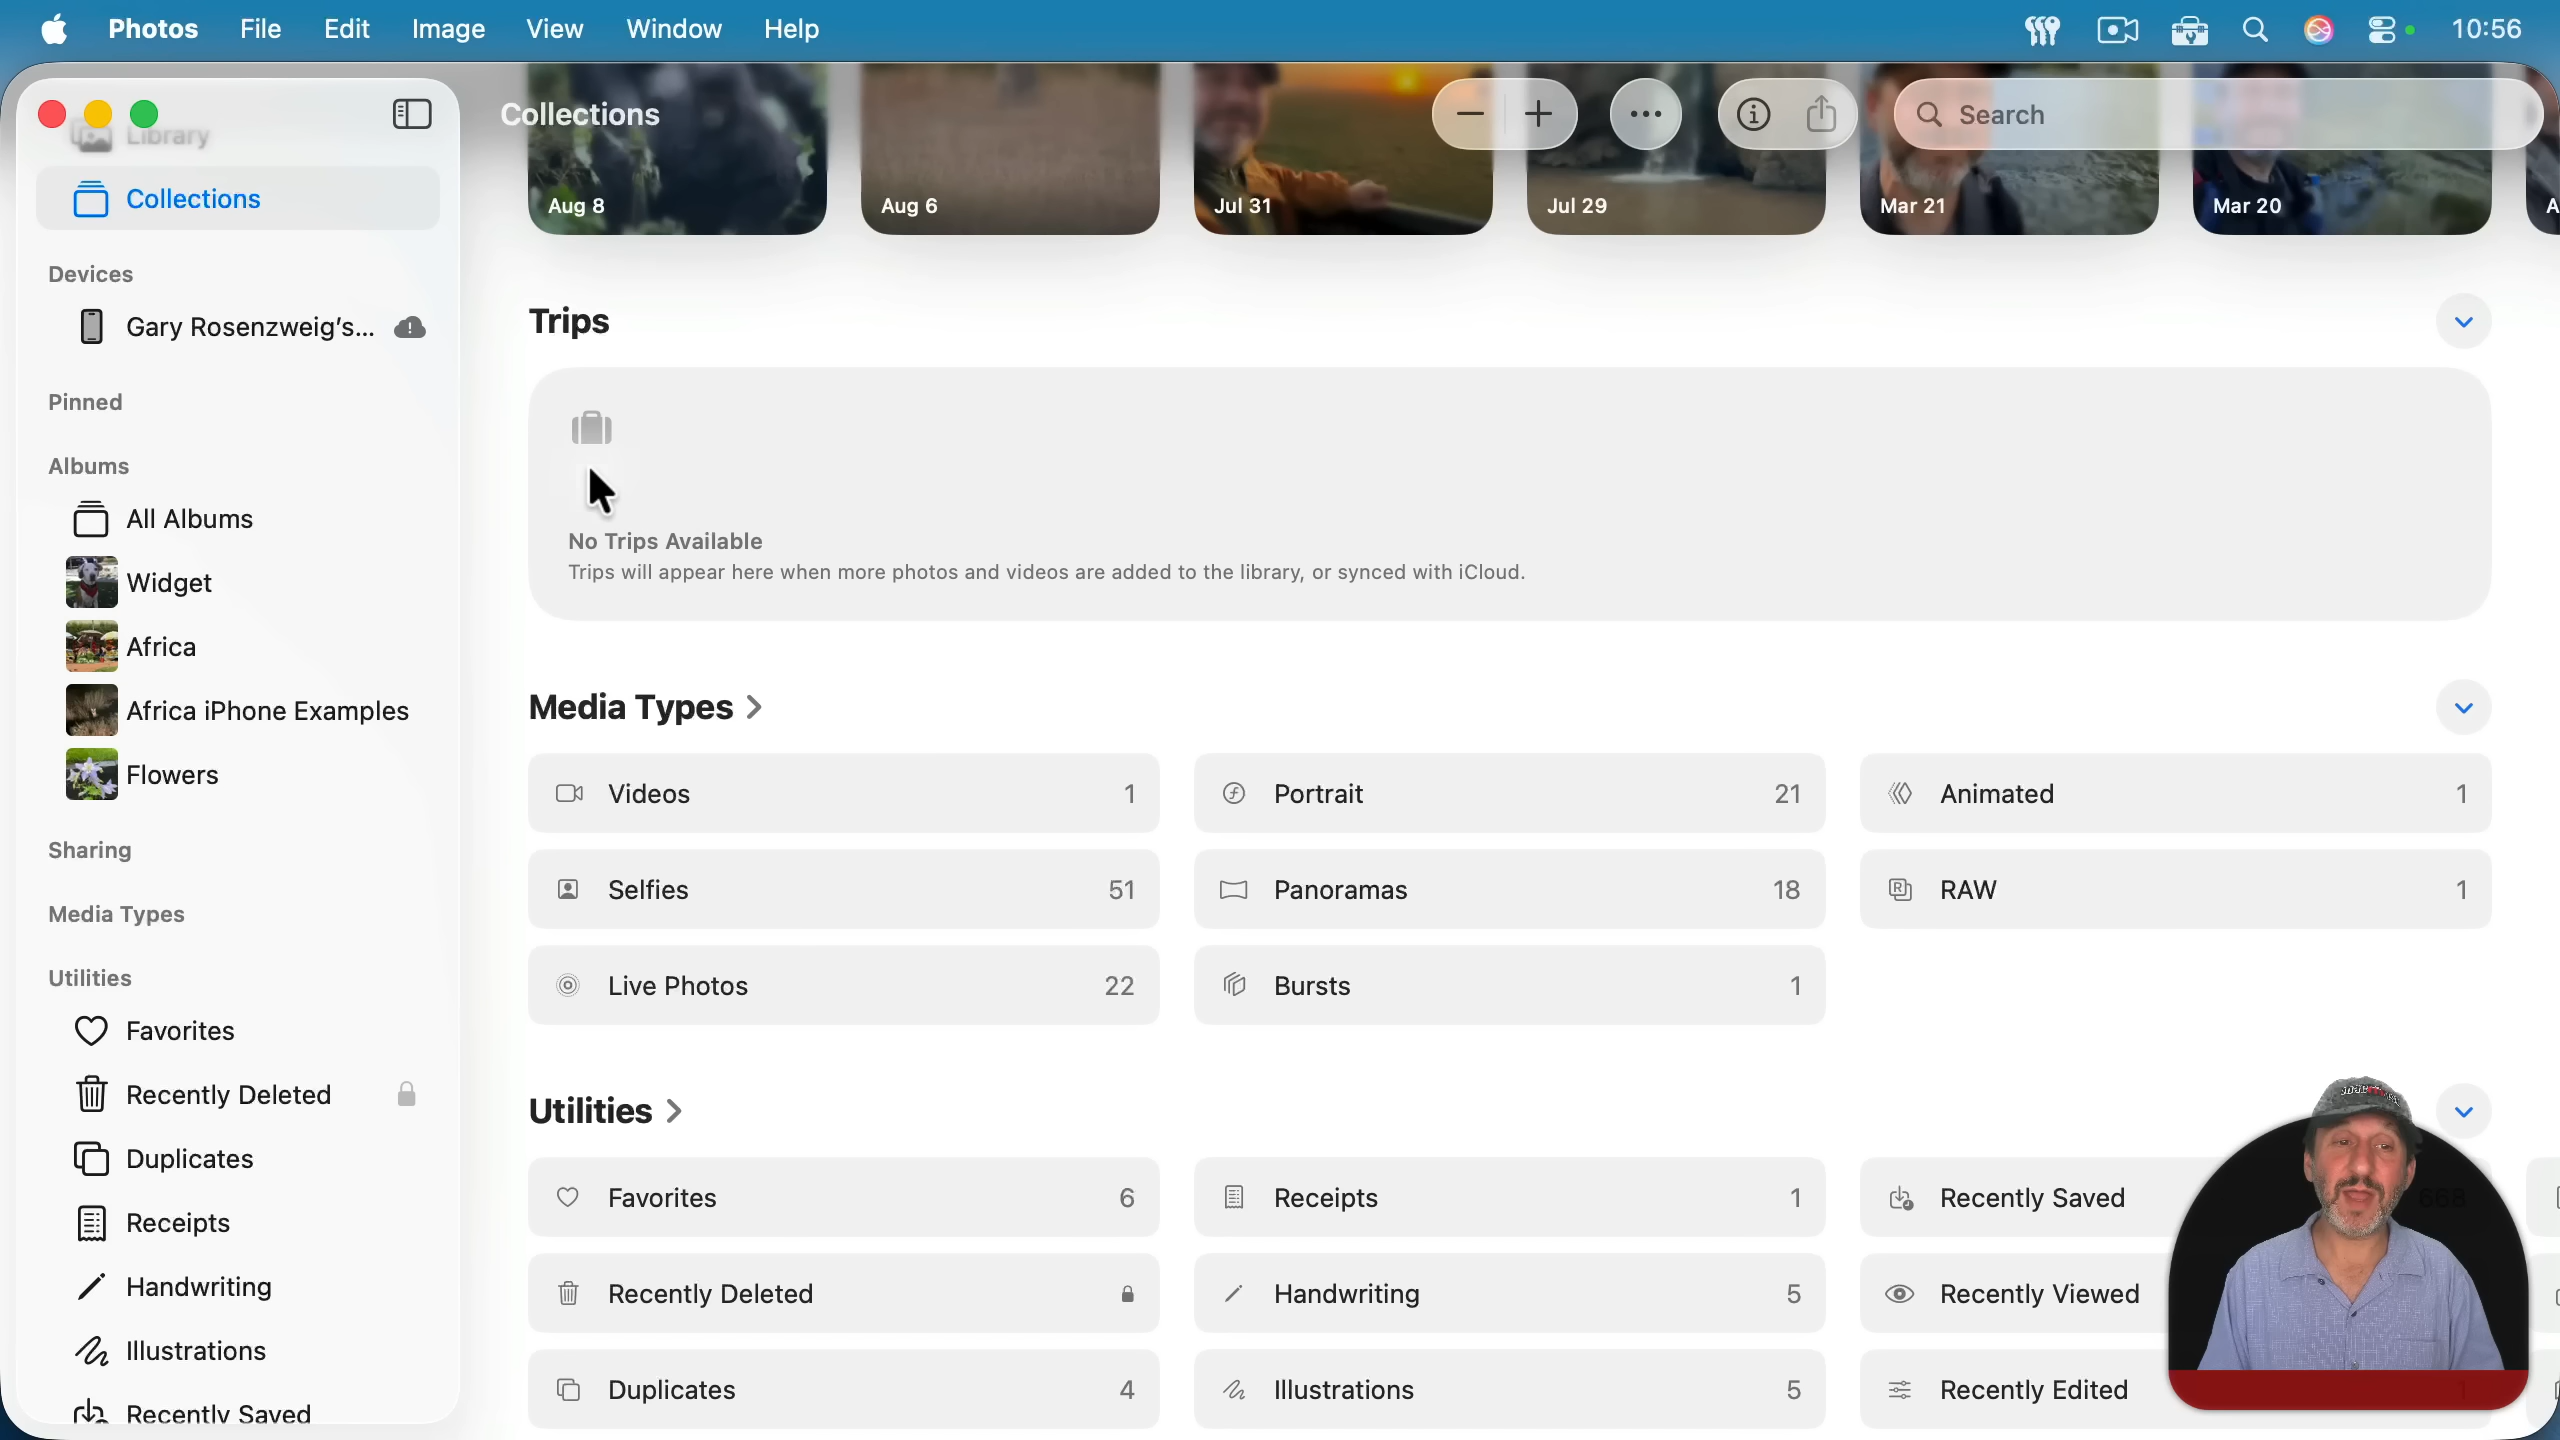 Photos File Edit Image View Window Help 10:56
Library
Collections
Devices
Gary Rosenzweig's...
Pinned
Albums
All Albums
Widget
Africa
Africa iPhone Examples
Flowers
Sharing
Media Types
Utilities
Favorites
Recently Deleted
Duplicates
Receipts
Handwriting
Illustrations
Recently Saved
Collections
Search
Aug 8
Aug 6
Jul 31
Jul 29
Mar 21
Mar 20
A
Trips
No Trips Available
Trips will appear here when more photos and videos are added to the library, or synced with iCloud.
Media Types >
Videos 1
Portrait 21
Animated 1
Selfies 51
Panoramas 18
RAW 1
Live Photos 22
Bursts 1
Utilities >
Favorites 6
Receipts 1
Recently Saved 668
Recently Deleted
Handwriting 5
Recently Viewed
Duplicates 4
Illustrations 5
Recently Edited 1